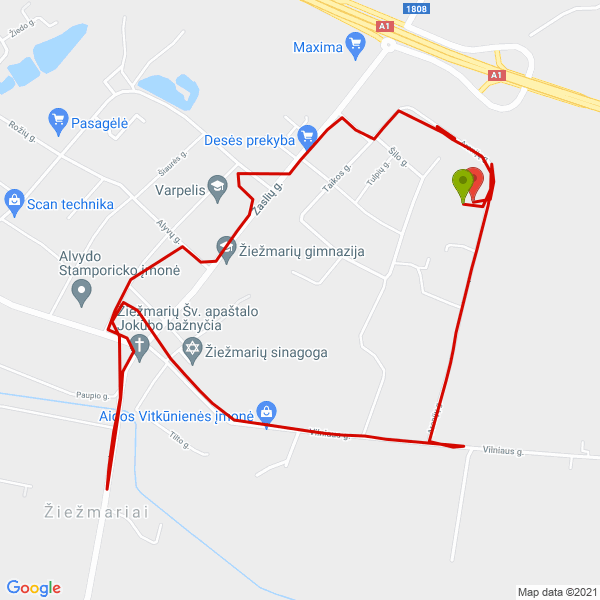 1808
A1
Žiedo g.
Maxima
A1
Pasagėlė
Rožių g.
Desės prekyba
Šiaurės g.
Šilo g.
Tulpių g.
Taikos g.
Varpelis
Žaslių g.
Scan technika
Alyvų g.
Alvydo
Stamporicko įmonė
Žiežmarių gimnazija
Žiežmarių Šv. apaštalo
Jokūbo bažnyčia
Žiežmarių sinagoga
Paupio g.
Aidos Vitkūnienės įmonė
Tilto g.
Vilniaus g.
Vilniaus g.
Žiežmariai
Google
Map data ©2021